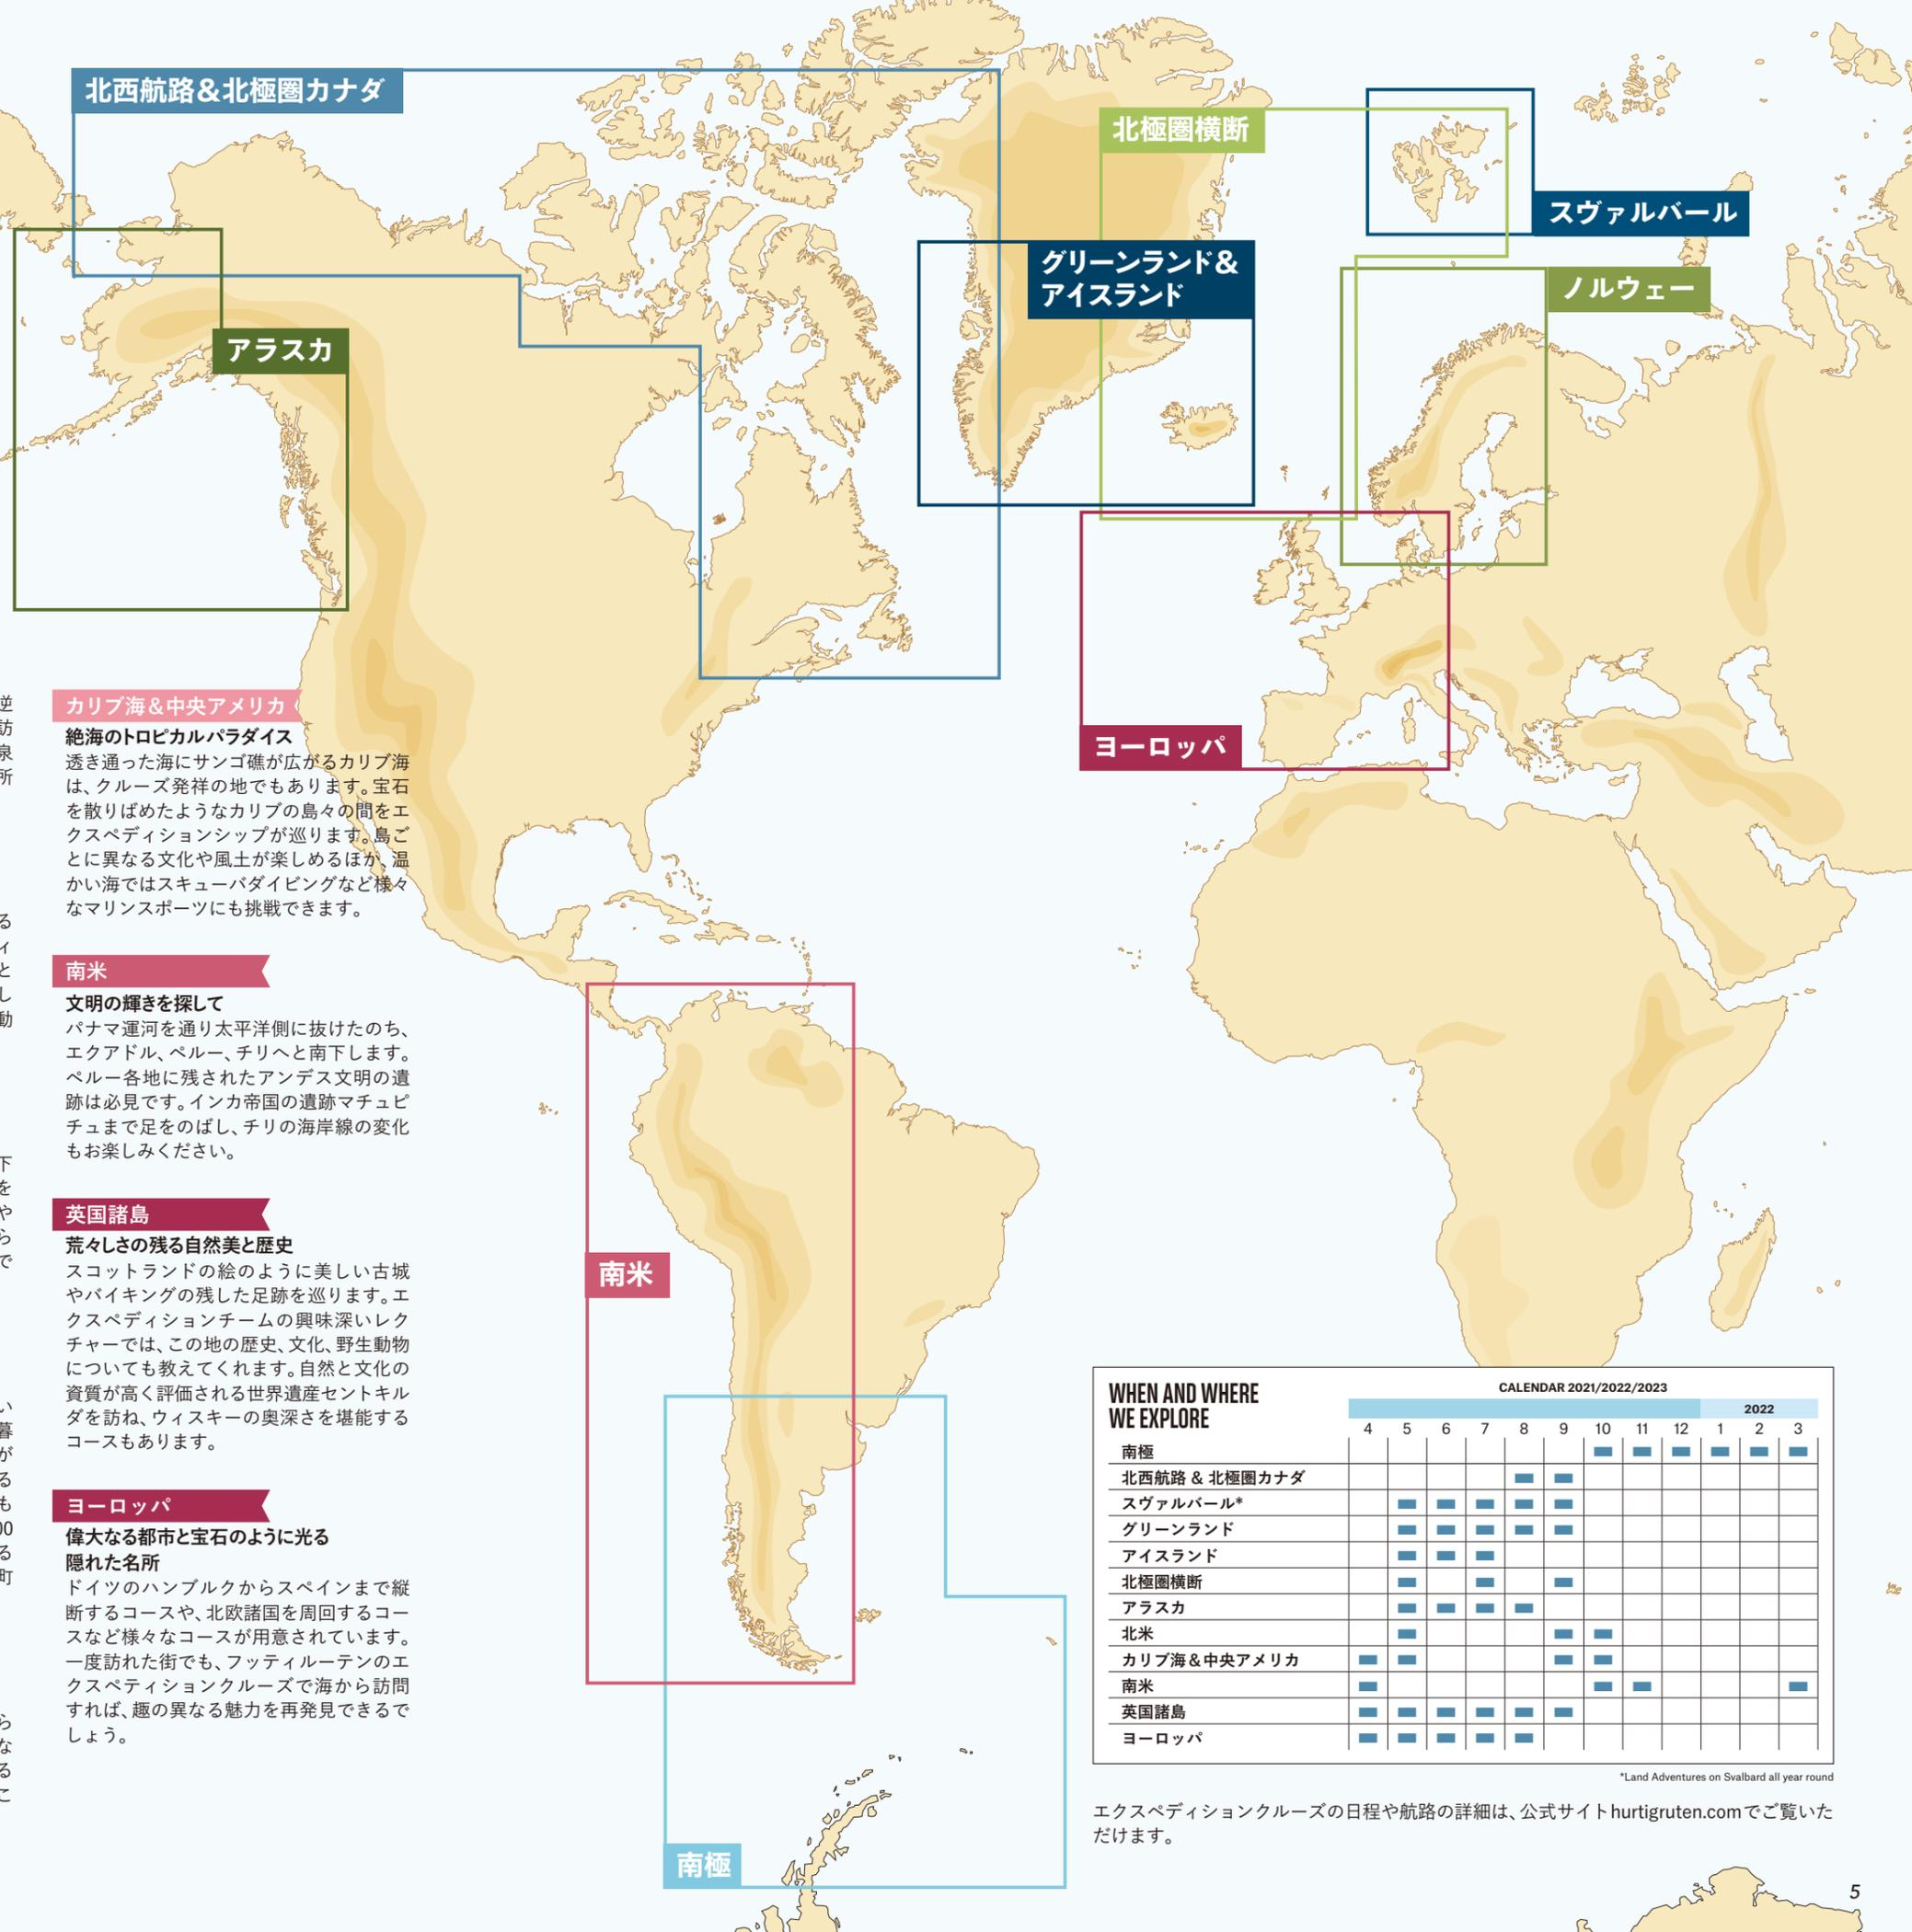 北西航路＆北極圏カナダ
北極圏横断
スヴァルバール
グリーンランド＆
アイスランド
ノルウェー
アラスカ
ヨーロッパ
南米
南極
逆
訪
泉
所
る
ィ
と
し
動
下
を
や
ら
で
い
暮
が
る
も
00
る
町
ら
な
る
こ
カリブ海＆中央アメリカ
絶海のトロピカルパラダイス
透き通った海にサンゴ礁が広がるカリブ海
は、クルーズ発祥の地でもあります。宝石
を散りばめたようなカリブの島々の間をエ
クスペディションシップが巡ります。島ご
とに異なる文化や風土が楽しめるほか、温
かい海ではスキューバダイビングなど様々
なマリンスポーツにも挑戦できます。
南米
文明の輝きを探して
パナマ運河を通り太平洋側に抜けたのち、
エクアドル、ペルー、チリへと南下します。
ペルー各地に残されたアンデス文明の遺
跡は必見です。インカ帝国の遺跡マチュピ
チュまで足をのばし、チリの海岸線の変化
もお楽しみください。
英国諸島
荒々しさの残る自然美と歴史
スコットランドの絵のように美しい古城
やバイキングの残した足跡を巡ります。エ
クスペディションチームの興味深いレク
チャーでは、この地の歴史、文化、野生動物
についても教えてくれます。自然と文化の
資質が高く評価される世界遺産セントキル
ダを訪ね、ウィスキーの奥深さを堪能する
コースもあります。
ヨーロッパ
偉大なる都市と宝石のように光る
隠れた名所
ドイツのハンブルクからスペインまで縦
断するコースや、北欧諸国を周回するコー
スなど様々なコースが用意されています。
一度訪れた街でも、フッティルーテンのエ
クスペティションクルーズで海から訪問
すれば、趣の異なる魅力を再発見できるで
しょう。
WHEN AND WHERE
WE EXPLORE
CALENDAR 2021/2022/2023
2022
4 5 6 7 8 9 10 11 12 1 2 3
南極
北西航路 & 北極圏カナダ
スヴァルバール*
グリーンランド
アイスランド
北極圏横断
アラスカ
北米
カリブ海＆中央アメリカ
南米
英国諸島
ヨーロッパ
*Land Adventures on Svalbard all year round
エクスペディションクルーズの日程や航路の詳細は、公式サイトhurtigruten.comでご覧いた
だけます。
5